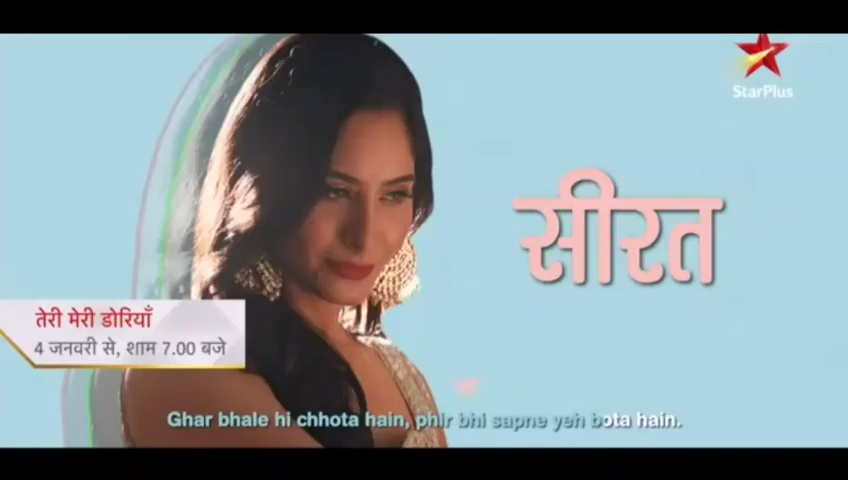 StarPlus
सीरत
तेरी मेरी डोरियाँ
4 जनवरी से, शाम 7.00 बजे
Ghar bhale hi chhota hain, phir bhi sapne yeh bota hain.